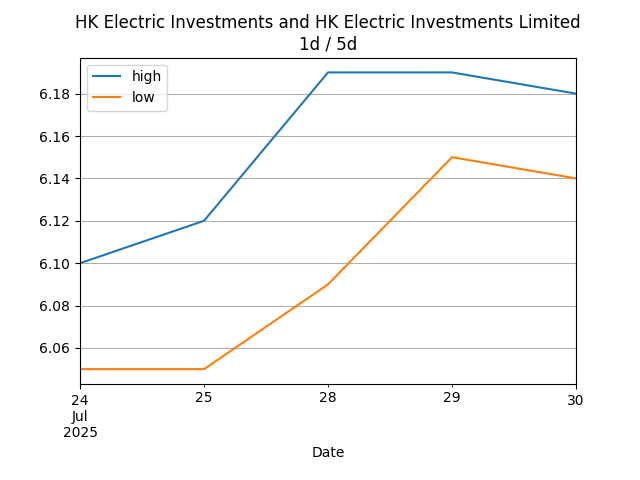 HK Electric Investments and HK Electric Investments Limited
1d / 5d
high
low
6.18
6.16
6.14
6.12
6.10
6.08
6.06
24 25 28 29 30
Jul
2025
Date